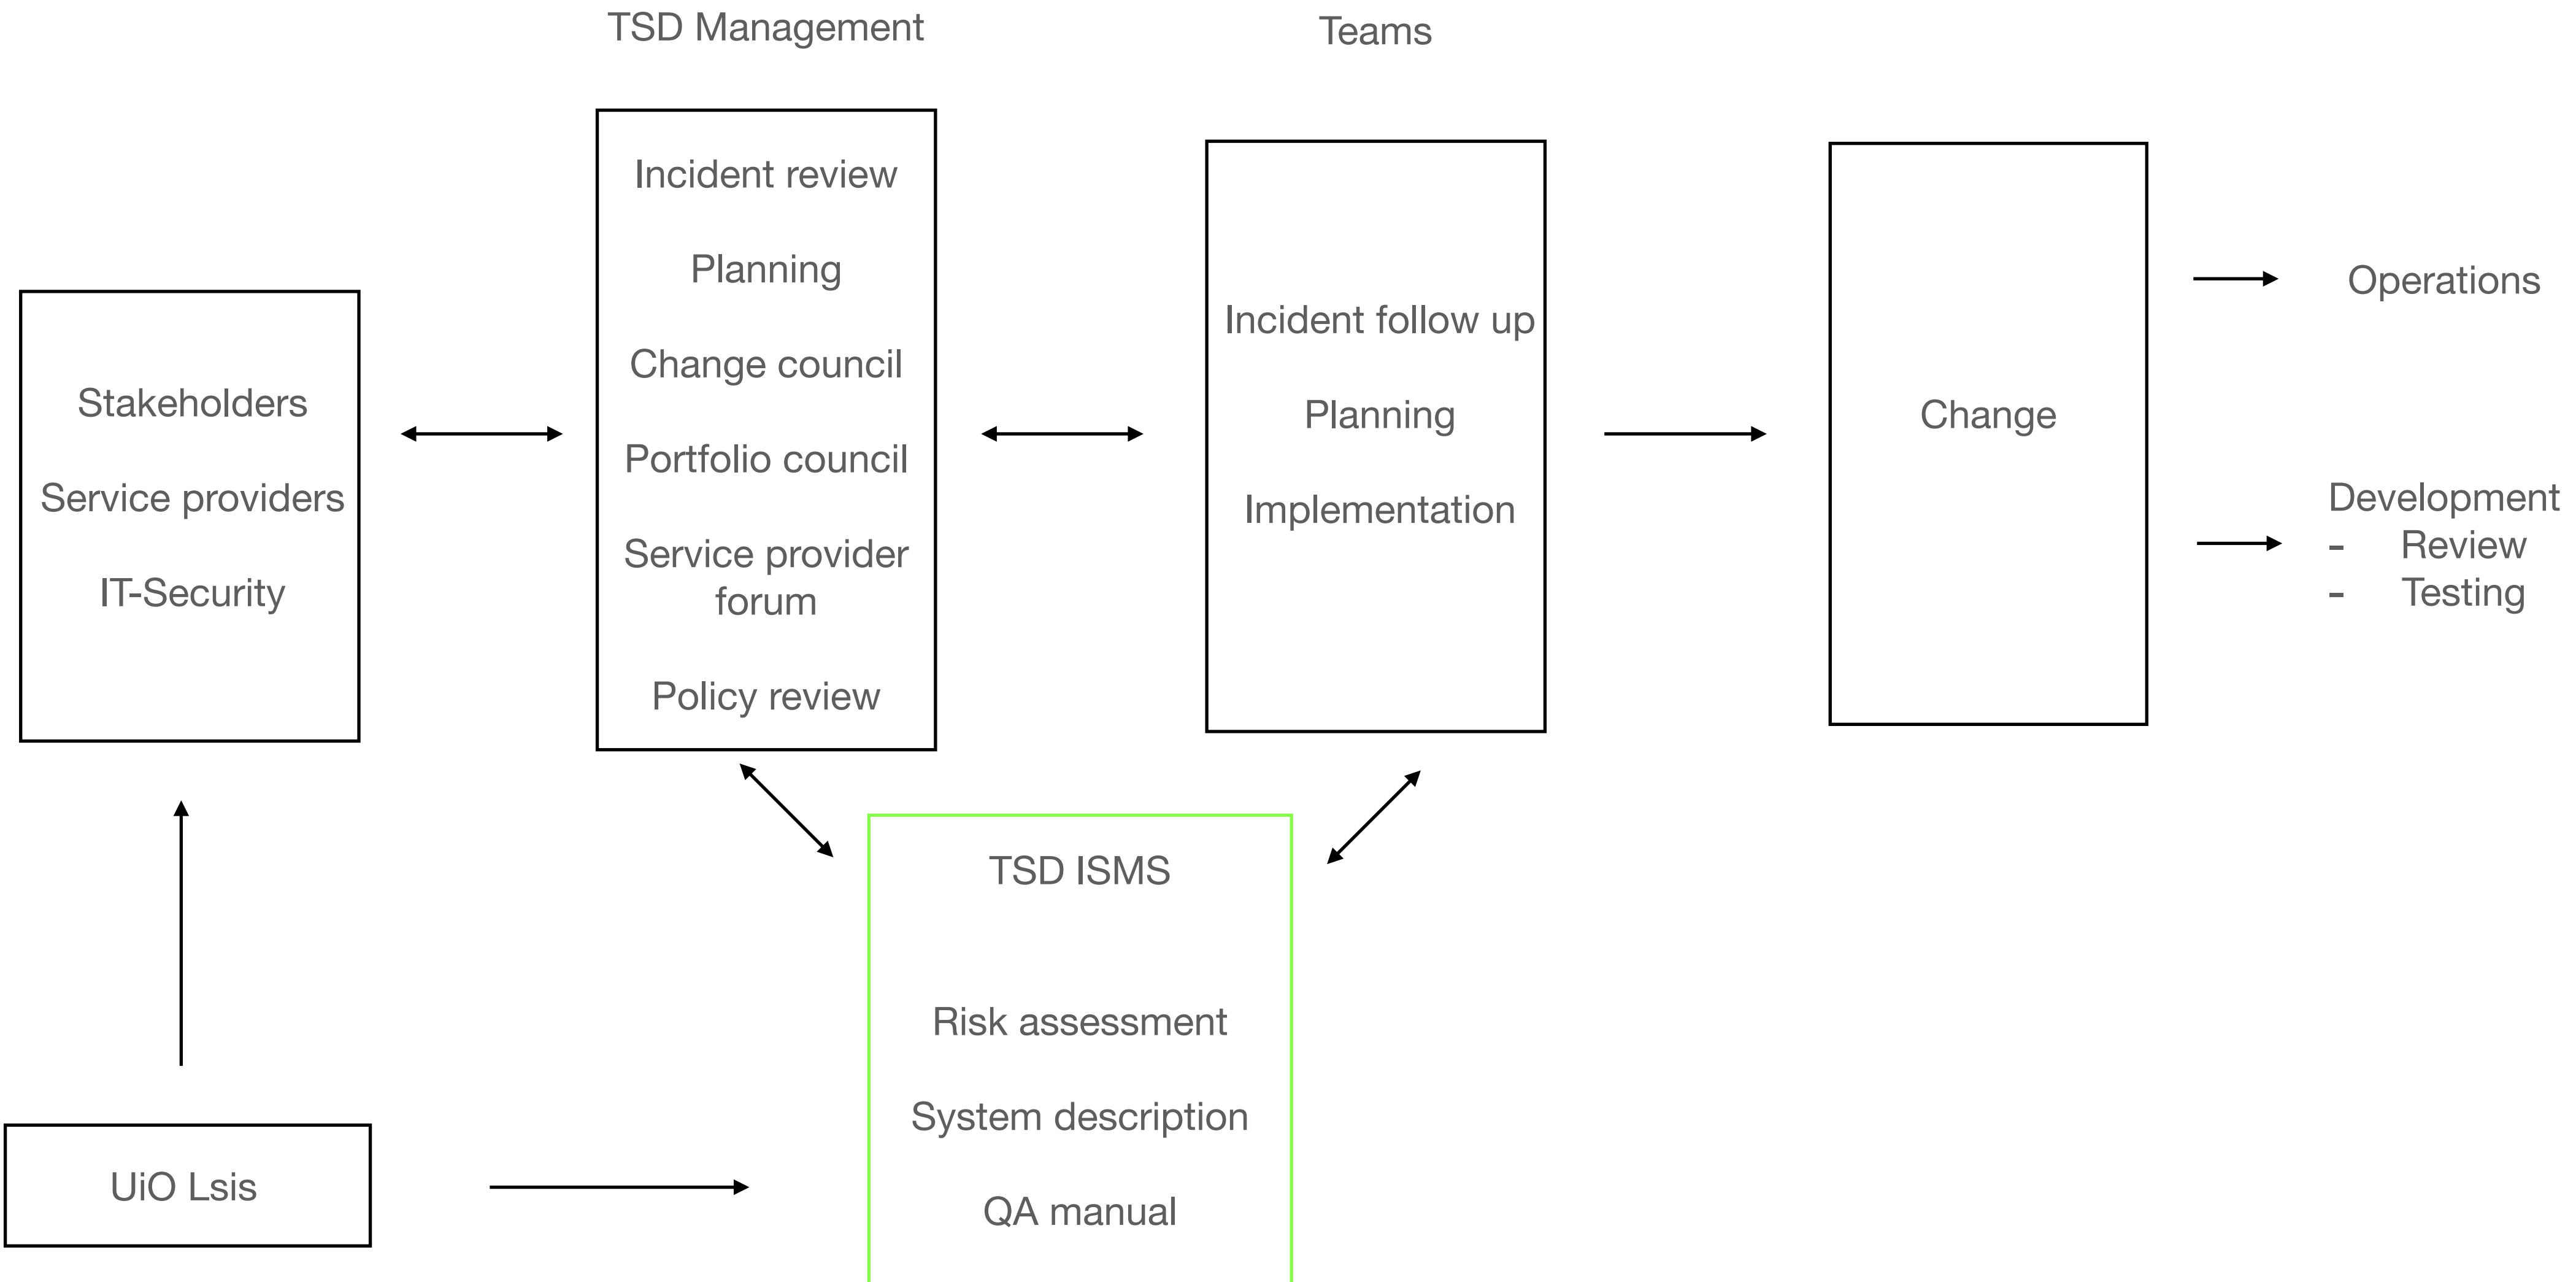 TSD Management
Teams
Stakeholders
Service providers
IT-Security
Incident review
Planning
Change council
Portfolio council
Service provider
forum
Policy review
Incident follow up
Planning
Implementation
Change
Operations
Development
- Review
- Testing
TSD ISMS
Risk assessment
System description
QA manual
UiO Lsis